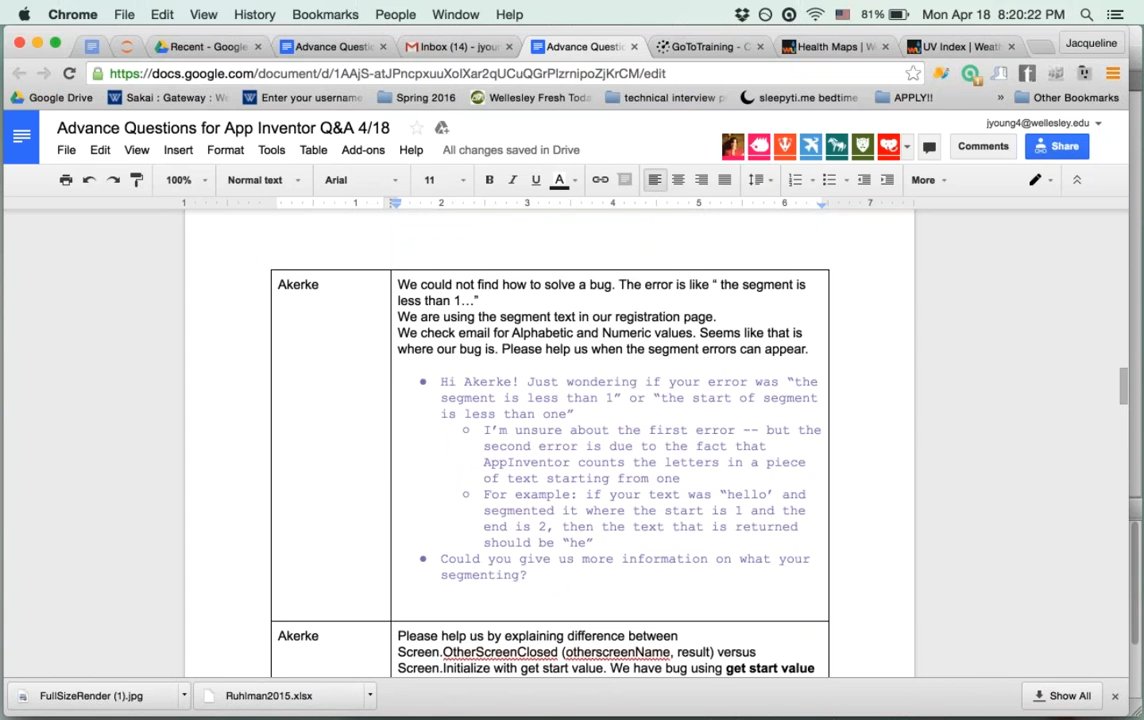 Chrome File Edit View History Bookmarks People Window Help 81% Mon Apr 18 8:20:22 PM
Recent - Google Advance Questi Inbox (14) - jyou Advance Questi GoToTraining - C Health Maps | W UV Index | Weat Jacqueline
https://docs.google.com/document/d/1AAjS-atJPncpxuuXoIXar2qUCuQGrPlzrnipoZjKrCM/edit
Google Drive Sakai : Gateway : We Enter your username Spring 2016 Wellesley Fresh Toda technical interview p sleepyti.me bedtime APPLY!! » Other Bookmarks
Advance Questions for App Inventor Q&A 4/18 jyoung4@wellesley.edu
File Edit View Insert Format Tools Table Add-ons Help All changes saved in Drive Comments Share
100% Normal text Arial 11 B I U A More
1 1 2 3 4 5 6 7
Akerke
We could not find how to solve a bug. The error is like “ the segment is
less than 1…”
We are using the segment text in our registration page.
We check email for Alphabetic and Numeric values. Seems like that is
where our bug is. Please help us when the segment errors can appear.
● Hi Akerke! Just wondering if your error was “the
segment is less than 1” or “the start of segment
is less than one”
○ I’m unsure about the first error -- but the
second error is due to the fact that
AppInventor counts the letters in a piece
of text starting from one
○ For example: if your text was “hello’ and
segmented it where the start is 1 and the
end is 2, then the text that is returned
should be “he”
● Could you give us more information on what your
segmenting?
Akerke
Please help us by explaining difference between
Screen.OtherScreenClosed (otherscreenName, result) versus
Screen.Initialize with get start value. We have bug using get start value
FullSizeRender (1).jpg Ruhlman2015.xlsx Show All